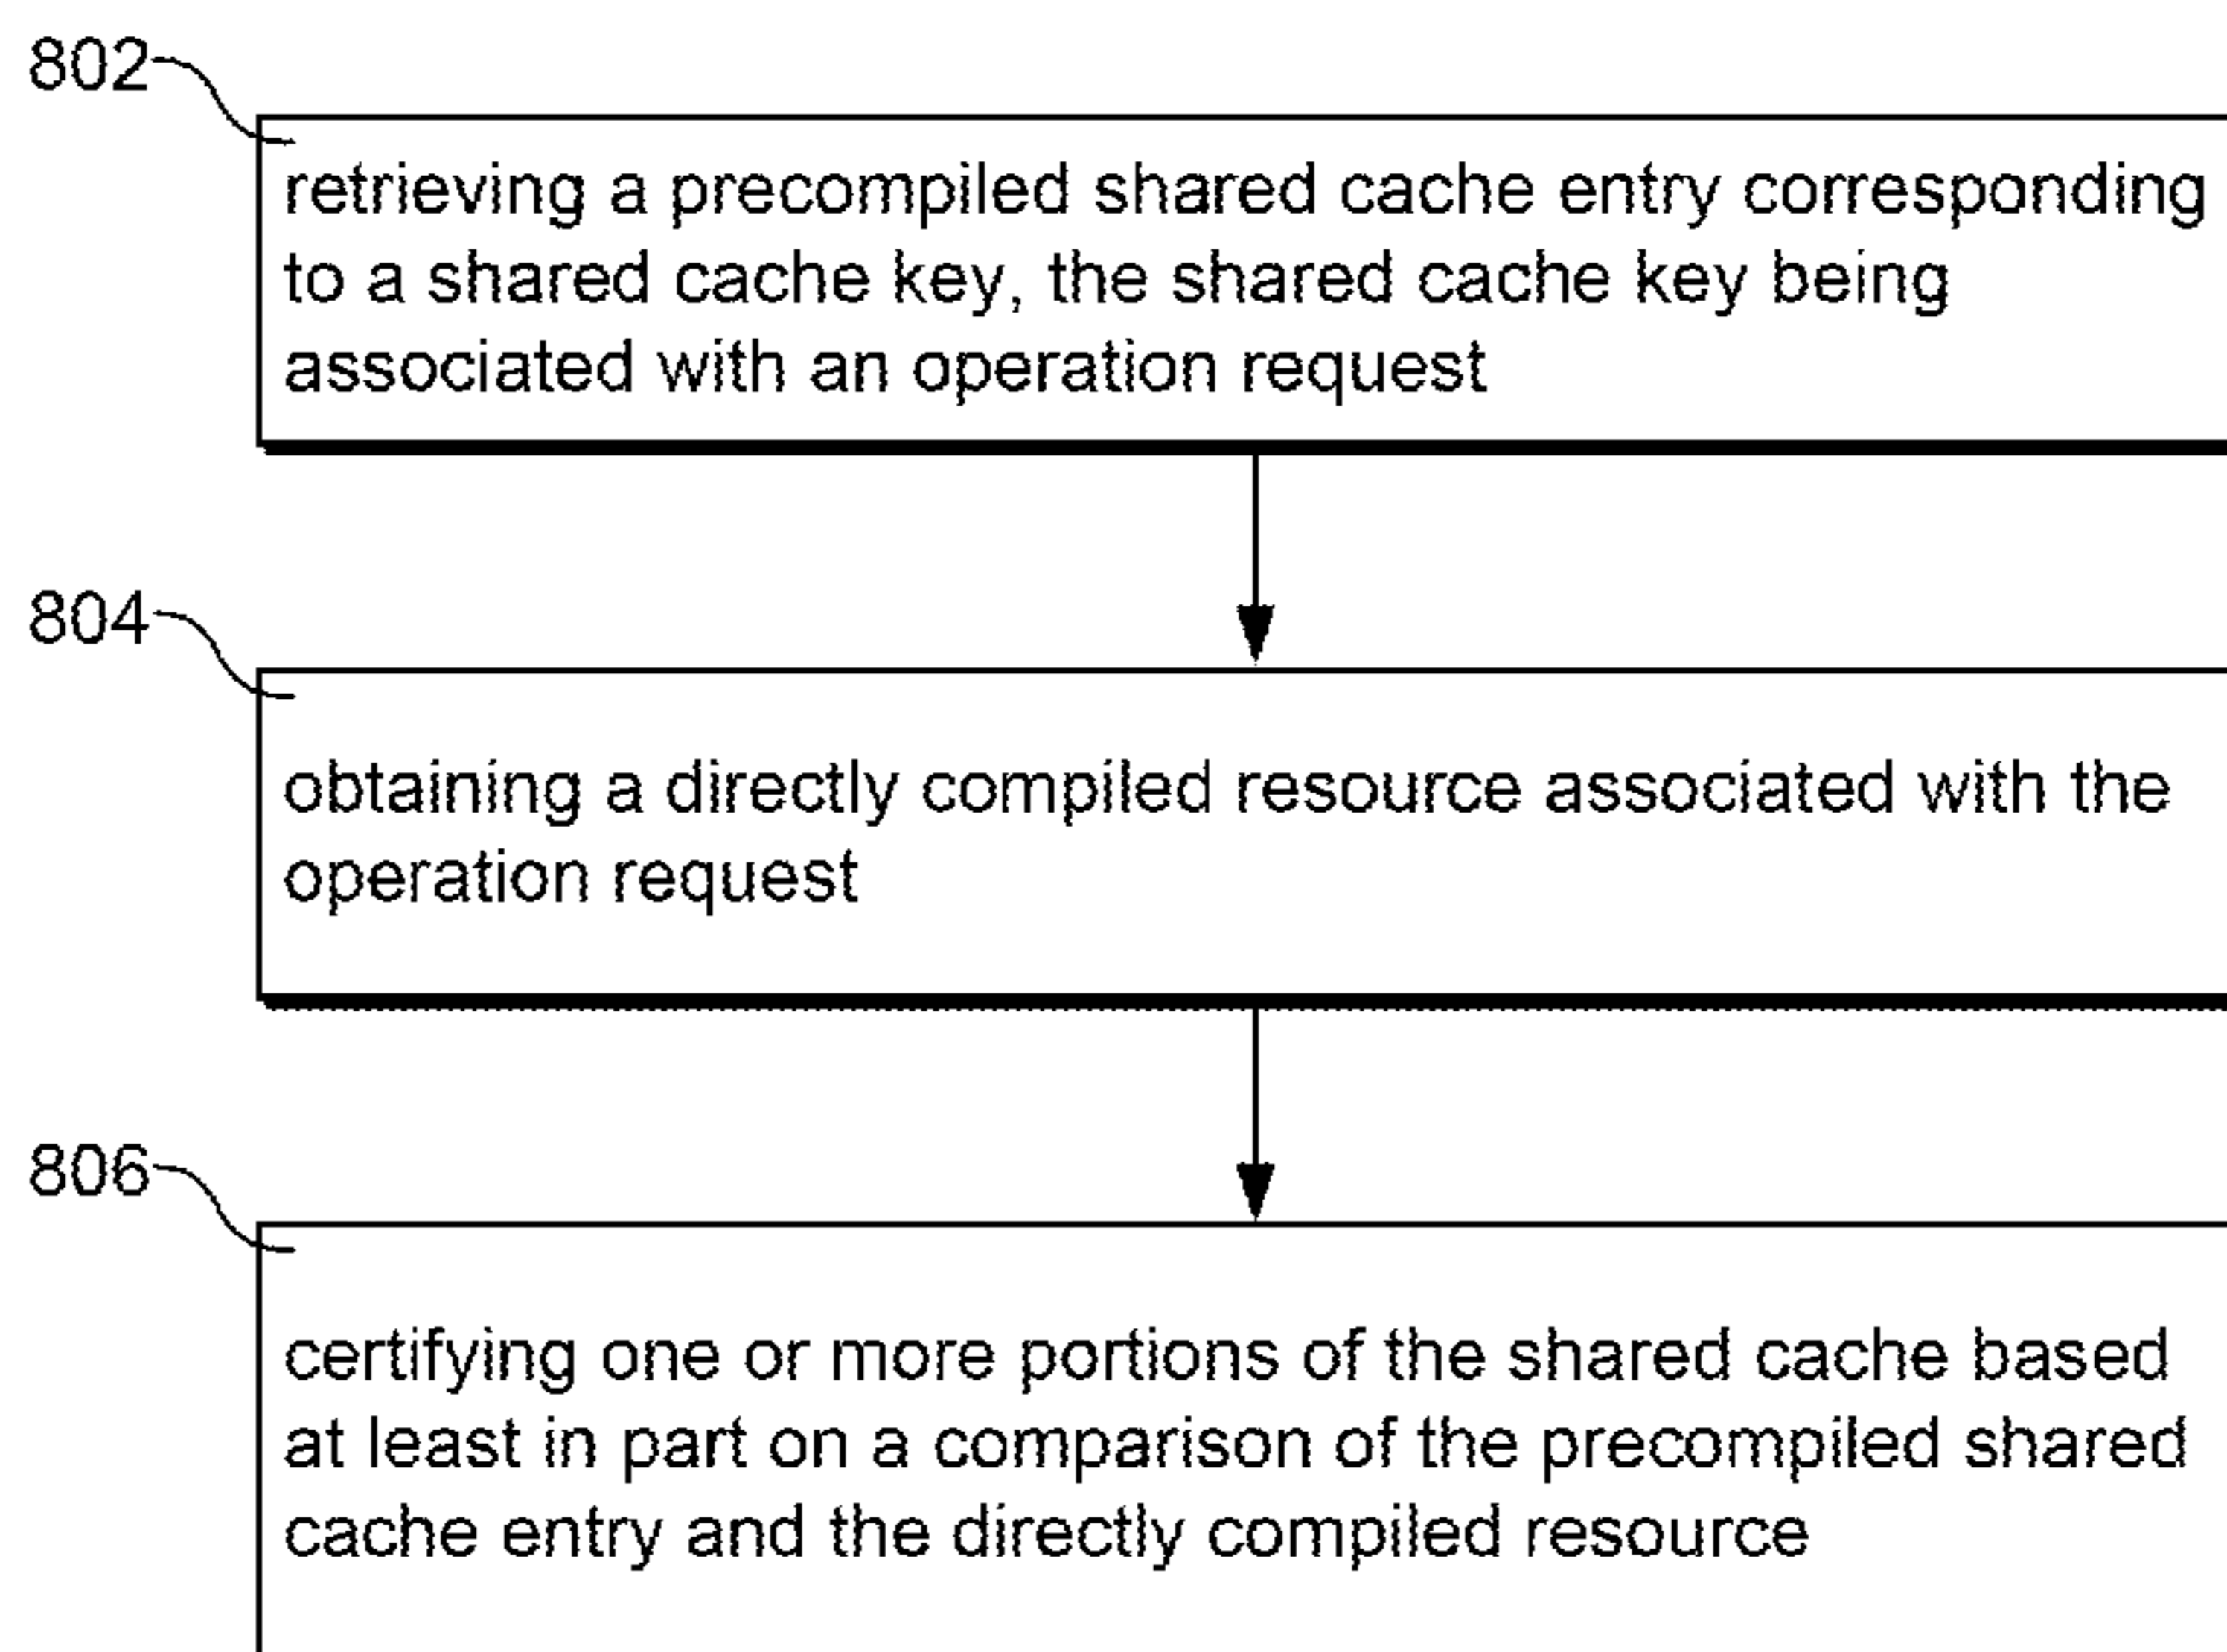 802
retrieving a precompiled shared cache entry corresponding
to a shared cache key, the shared cache key being
associated with an operation request
804
obtaining a directly compiled resource associated with the
operation request
806
certifying one or more portions of the shared cache based
at least in part on a comparison of the precompiled shared
cache entry and the directly compiled resource